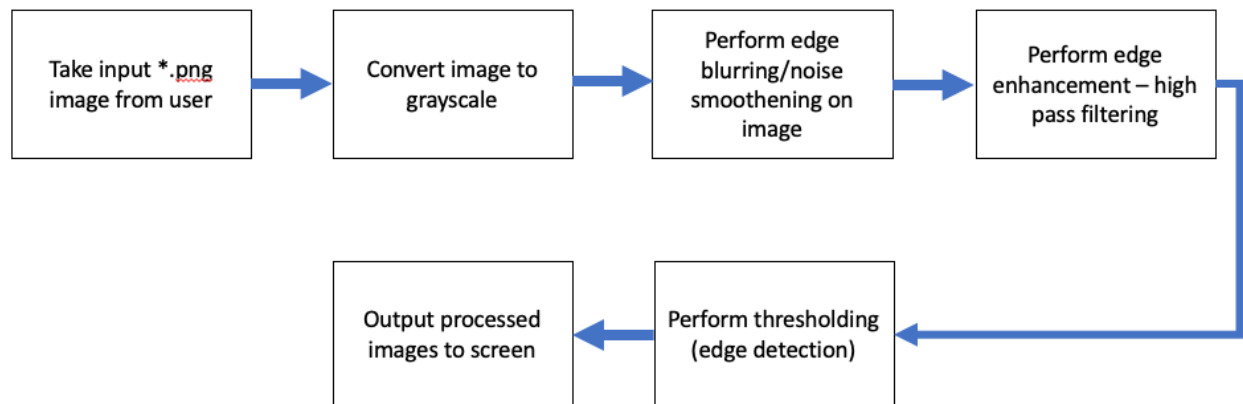 Take input *.png
image from user
Convert image to
grayscale
Perform edge
blurring/noise
smoothening on
image
Perform edge
enhancement – high
pass filtering
Perform thresholding
(edge detection)
Output processed
images to screen